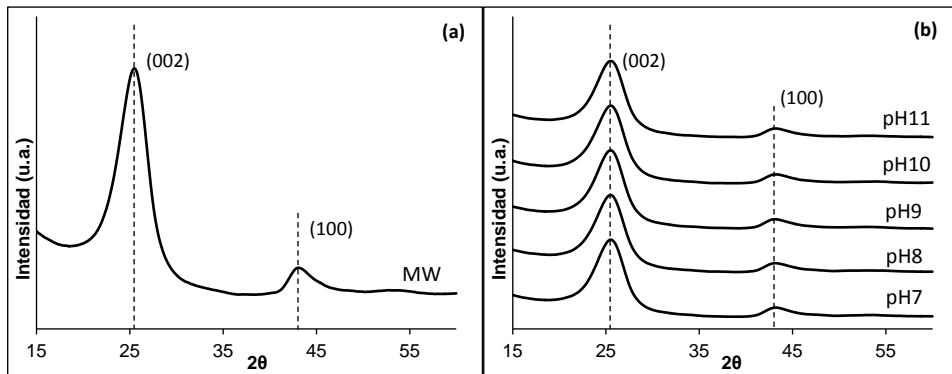 (a)
(002)
(100)
MW
Intensidad (u.a.)
15
25
35
45
55
2θ
(b)
(002)
(100)
pH11
pH10
pH9
pH8
pH7
Intensidad (u.a.)
15
25
35
45
55
2θ